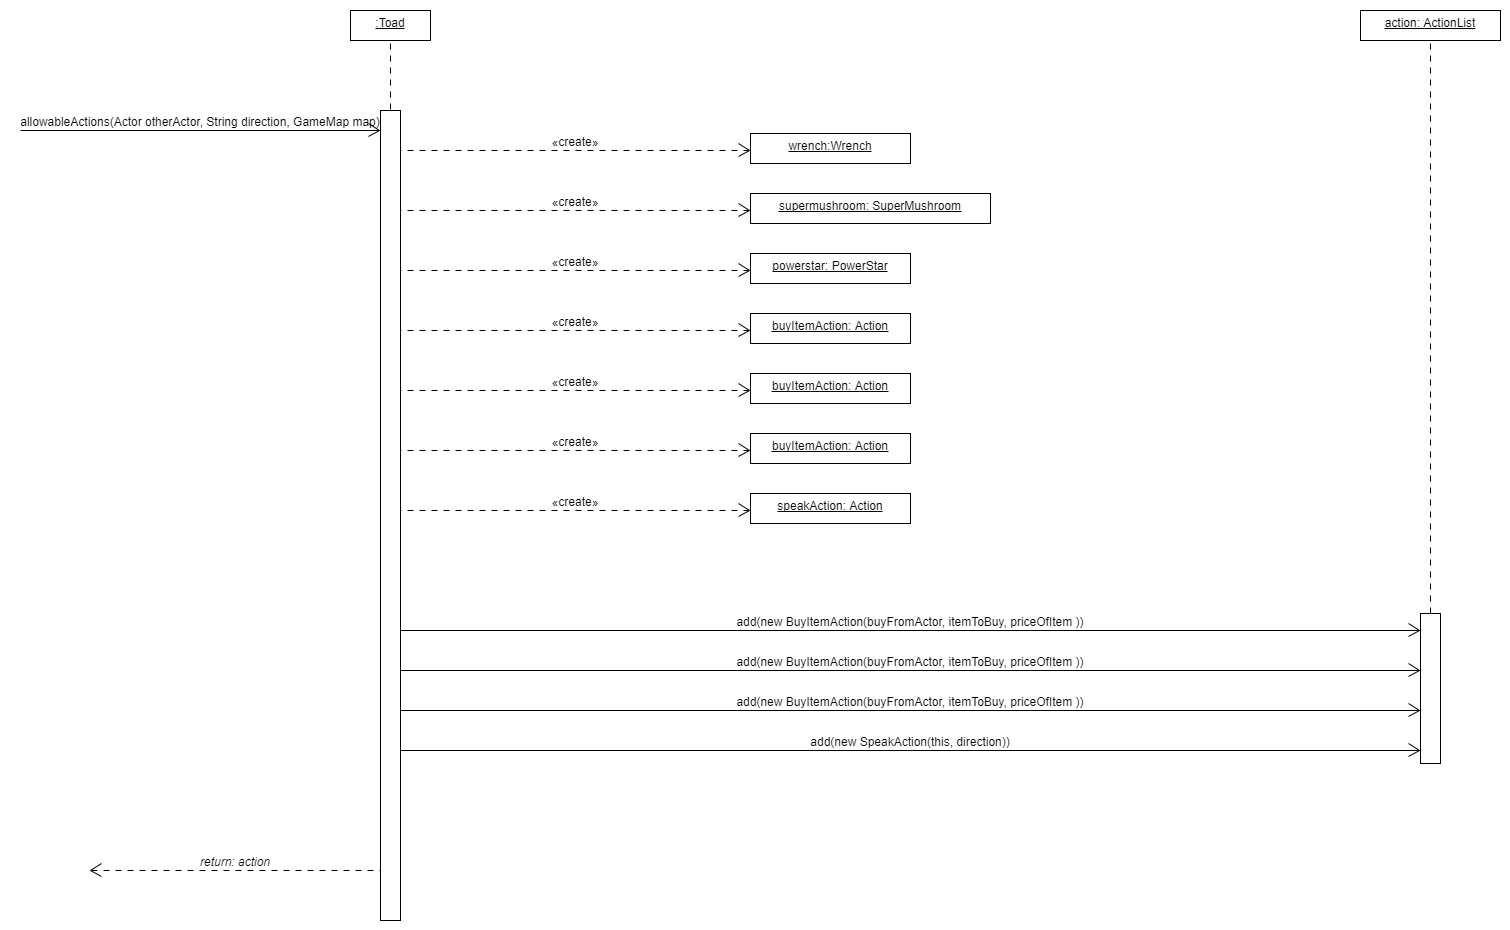 :Toad
action: ActionList
allowableActions(Actor otherActor, String direction, GameMap map)
«create»
wrench:Wrench
«create»
supermushroom: SuperMushroom
«create»
powerstar: PowerStar
«create»
buyItemAction: Action
«create»
buyItemAction: Action
«create»
buyItemAction: Action
«create»
speakAction: Action
add(new BuyItemAction(buyFromActor, itemToBuy, priceOfItem ))
add(new BuyItemAction(buyFromActor, itemToBuy, priceOfItem ))
add(new BuyItemAction(buyFromActor, itemToBuy, priceOfItem ))
add(new SpeakAction(this, direction))
return: action